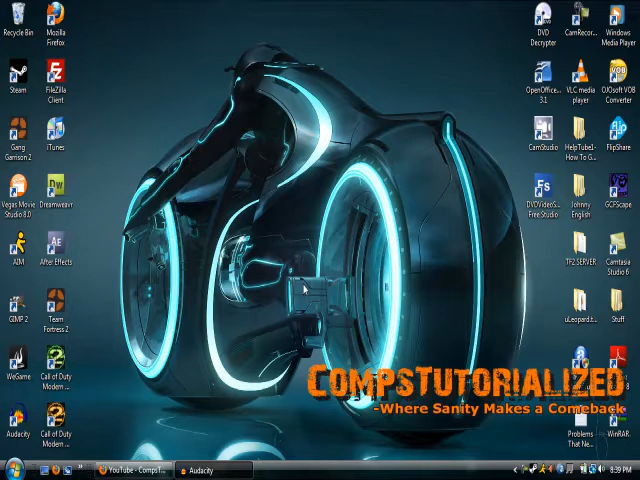 Recycle Bin
Mozilla
Firefox
DVD
Decrypter
CamRecor...
Windows
Media Player
Steam
FileZilla
Client
OpenOffice...
3.1
VLC media
player
OJOsoft VOB
Converter
Gang
Garrison 2
iTunes
CamStudio
HelpTube1-
How To G...
FlipShare
Vegas Movie
Studio 8.0
Dreamweavr
DVDVideoS...
Free Studio
Johnny
English
GCFScape
AIM
After Effects
TF2.SERVER
Camtasia
Studio 6
GIMP 2
Team
Fortress 2
uLeopard.t...
Stuff
WeGame
Call of Duty
Modern ...
CompsTutorialized
-Where Sanity Makes a Comeback
Audacity
Call of Duty
Modern ...
Problems
That Ne...
WinRAR
YouTube - CompsT...
Audacity
8:39 PM